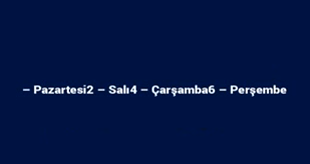 – Pazartesi2 – Salı4 – Çarşamba6 – Perşembe